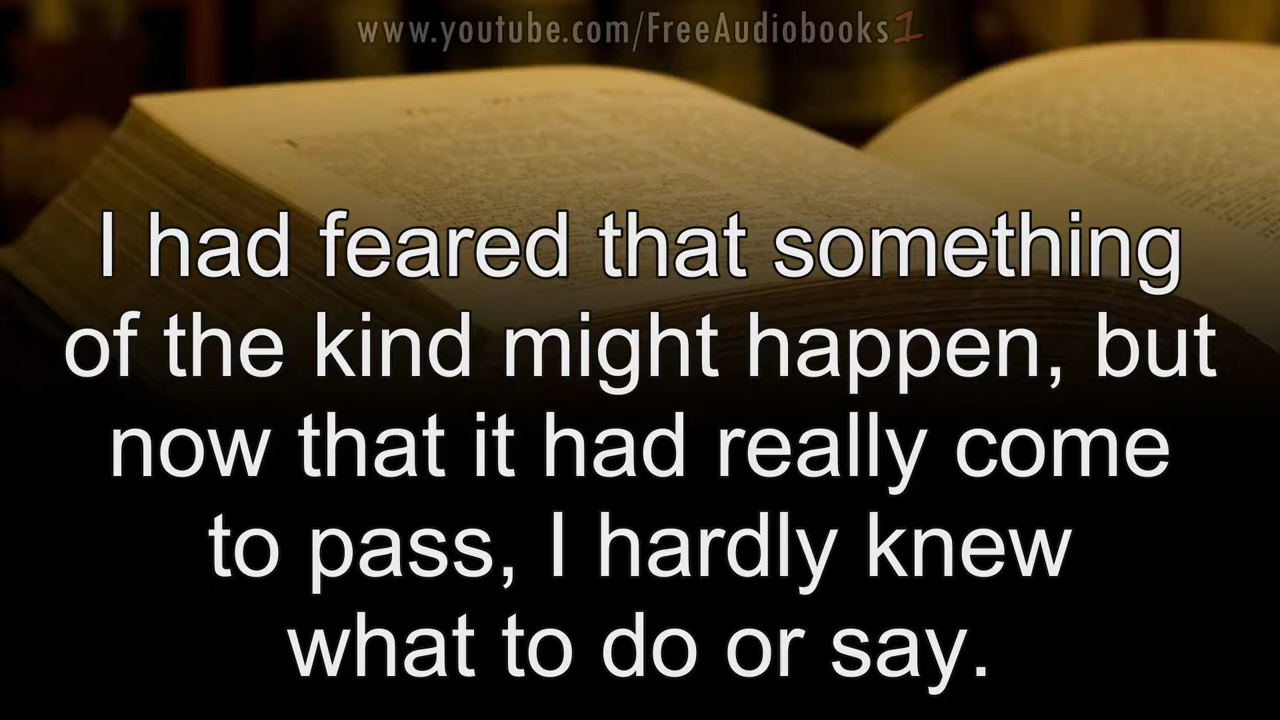 www.youtube.com/FreeAudiobooks1
I had feared that something
of the kind might happen, but
now that it had really come
to pass, I hardly knew
what to do or say.